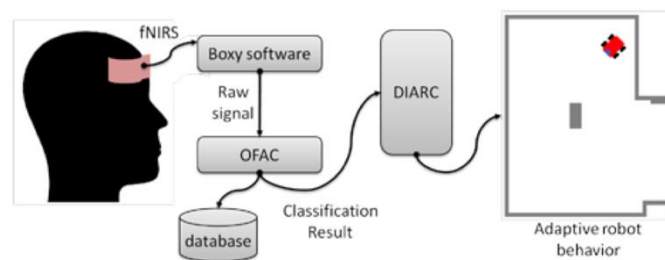 fNIRS
Boxy software
Raw
signal
OFAC
database
Classification
Result
DIARC
Adaptive robot
behavior